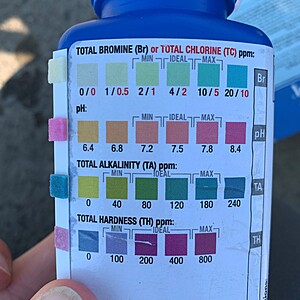 TOTAL BROMINE (Br) or TOTAL CHLORINE (TC) ppm:
MIN IDEAL MAX
0 / 0 1 / 0.5 2 / 1 4 / 2 10 / 5 20 / 10 Br
pH:
MIN IDEAL MAX
6.4 6.8 7.2 7.5 7.8 8.4 pH
TOTAL ALKALINITY (TA) ppm:
MIN IDEAL MAX
0 40 80 120 180 240 TA
TOTAL HARDNESS (TH) ppm:
MIN IDEAL MAX
0 100 200 400 800 TH